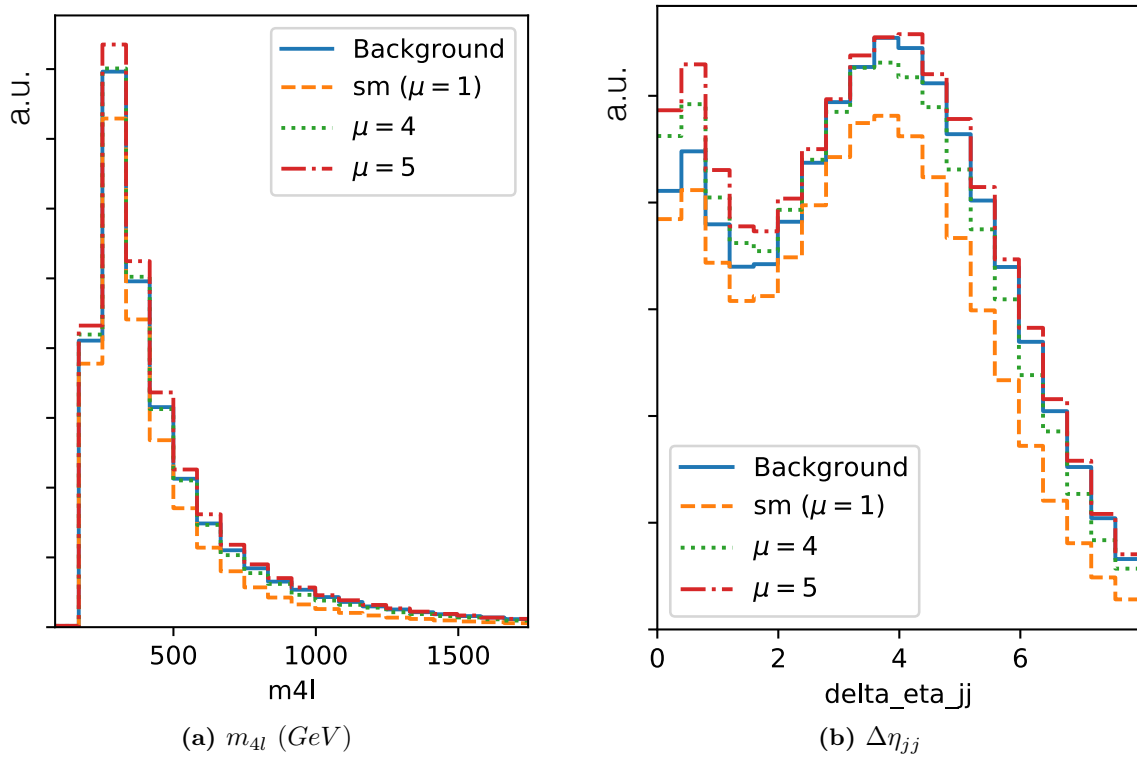 a.u.
Background
sm (μ = 1)
μ = 4
μ = 5
500
1000
1500
m4l
(a) m4l (GeV)
a.u.
Background
sm (μ = 1)
μ = 4
μ = 5
0
2
4
6
delta_eta_jj
(b) Δηjj